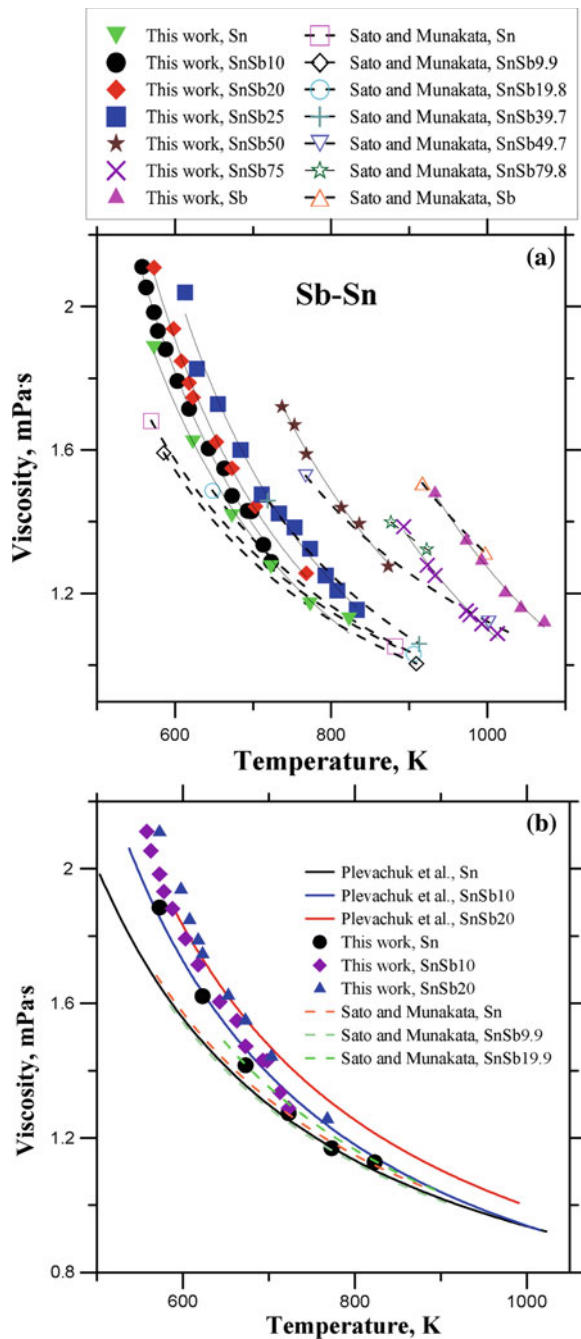 This work, Sn
This work, SnSb10
This work, SnSb20
This work, SnSb25
This work, SnSb50
This work, SnSb75
This work, Sb
Sato and Munakata, Sn
Sato and Munakata, SnSb9.9
Sato and Munakata, SnSb19.8
Sato and Munakata, SnSb39.7
Sato and Munakata, SnSb49.7
Sato and Munakata, SnSb79.8
Sato and Munakata, Sb
(a)
Sb-Sn
Viscosity, mPa·s
2
1.6
1.2
600
800
1000
Temperature, K
(b)
Plevachuk et al., Sn
Plevachuk et al., SnSb10
Plevachuk et al., SnSb20
This work, Sn
This work, SnSb10
This work, SnSb20
Sato and Munakata, Sn
Sato and Munakata, SnSb9.9
Sato and Munakata, SnSb19.9
Viscosity, mPa·s
2
1.6
1.2
0.8
600
800
1000
Temperature, K